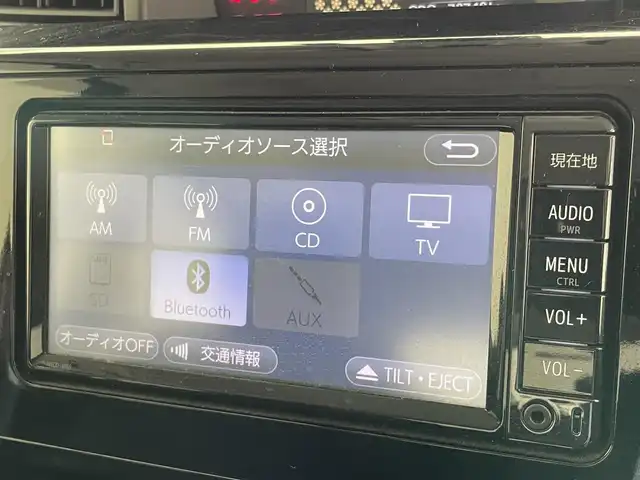 オーディオソース選択
AM
FM
CD
TV
SD
Bluetooth
AUX
オーディオOFF
交通情報
TILT・EJECT
現在地
AUDIO
PWR
MENU
CTRL
VOL+
VOL-